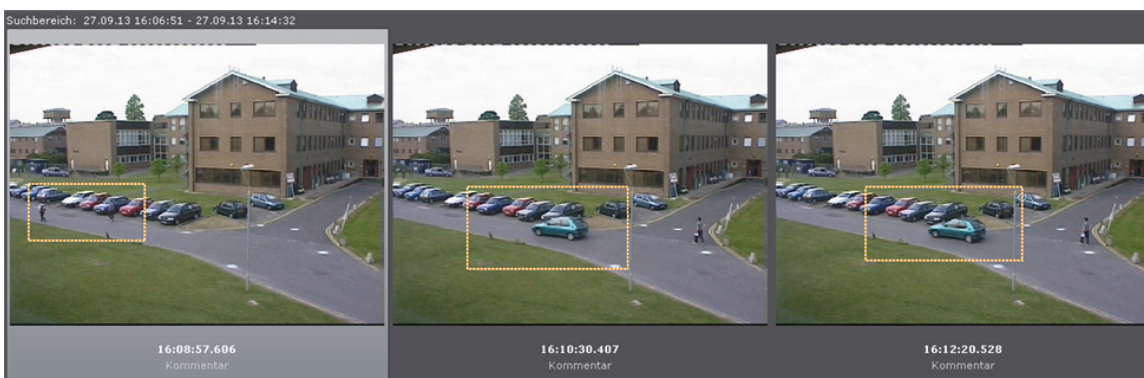 Suchbereich: 27.09.13 16:06:51 - 27.09.13 16:14:32
16:08:57.606
Kommentar
16:10:30.407
Kommentar
16:12:20.528
Kommentar